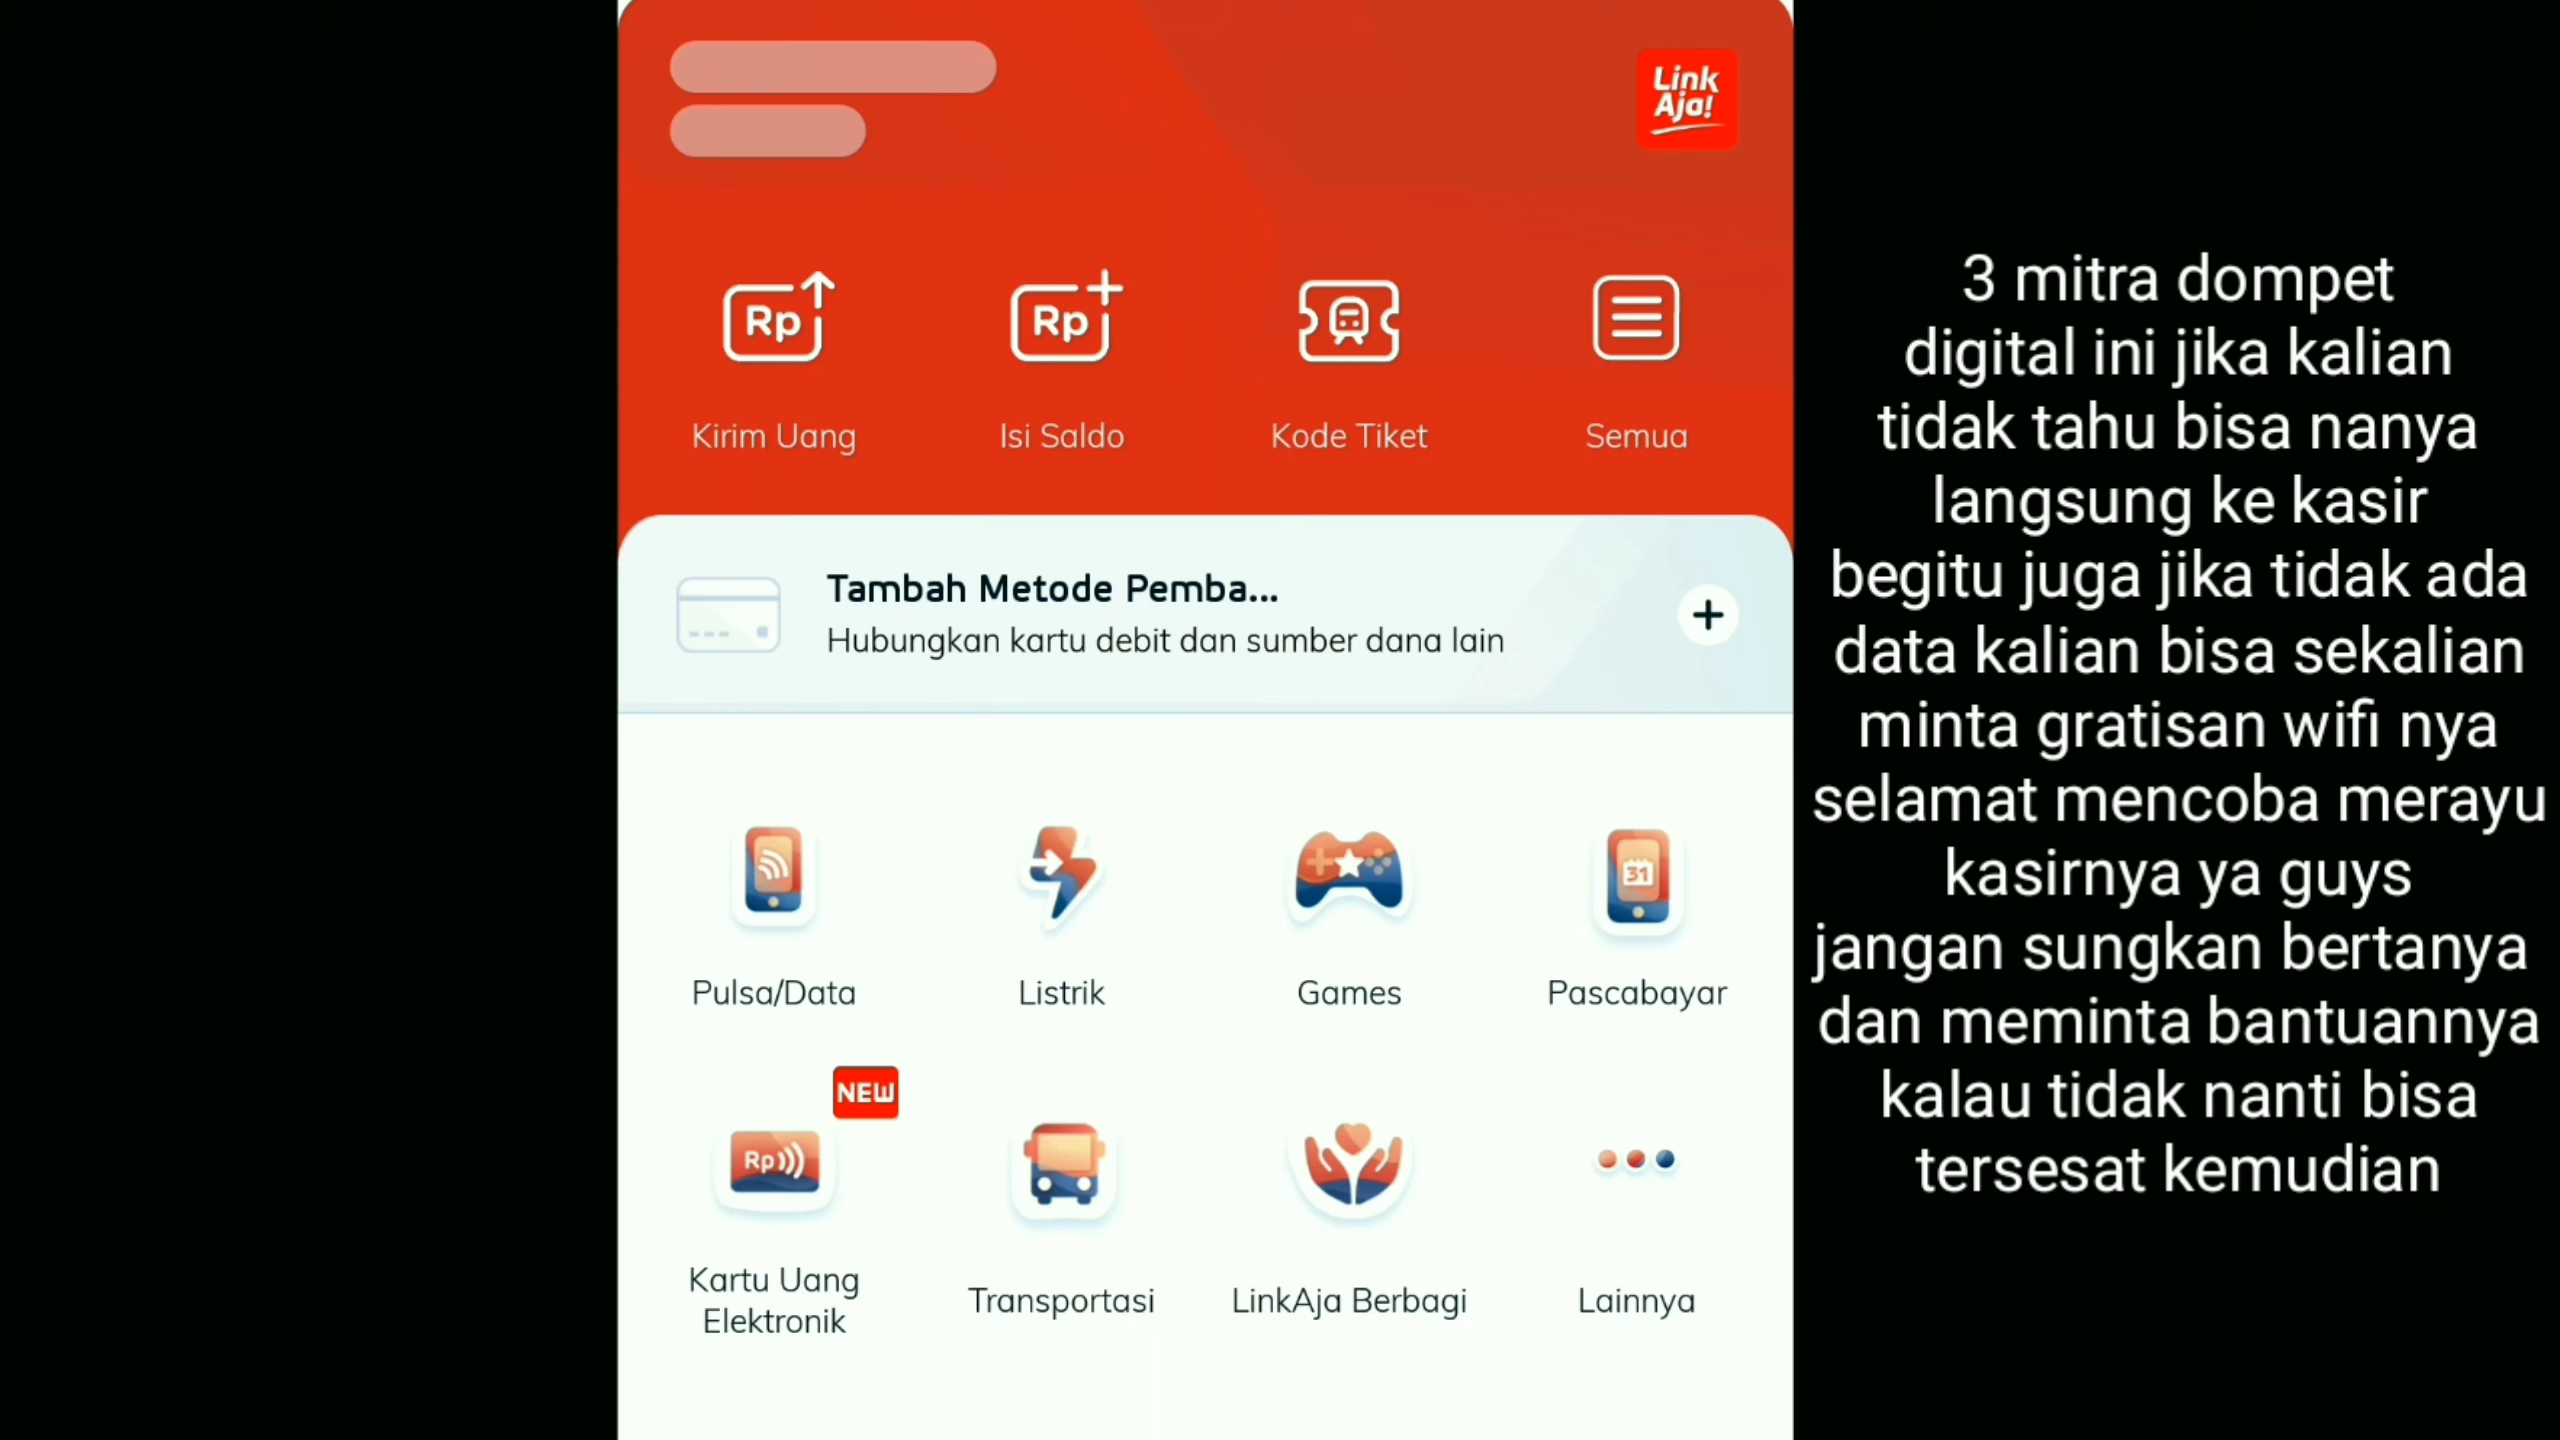 Link
Aja!
Rp
Rp
Kirim Uang
Isi Saldo
Kode Tiket
Semua
Tambah Metode Pemba...
Hubungkan kartu debit dan sumber dana lain
31
Pulsa/Data
Listrik
Games
Pascabayar
NEW
Rp
Kartu Uang
Elektronik
Transportasi
LinkAja Berbagi
Lainnya
3 mitra dompet
digital ini jika kalian
tidak tahu bisa nanya
langsung ke kasir
begitu juga jika tidak ada
data kalian bisa sekalian
minta gratisan wifi nya
selamat mencoba merayu
kasirnya ya guys
jangan sungkan bertanya
dan meminta bantuannya
kalau tidak nanti bisa
tersesat kemudian